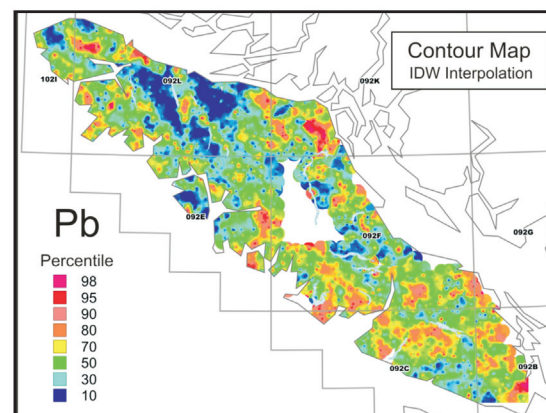 Contour Map
IDW Interpolation
102I
092L
092K
092E
092F
092G
092C
092B
Pb
Percentile
98
95
90
80
70
50
30
10